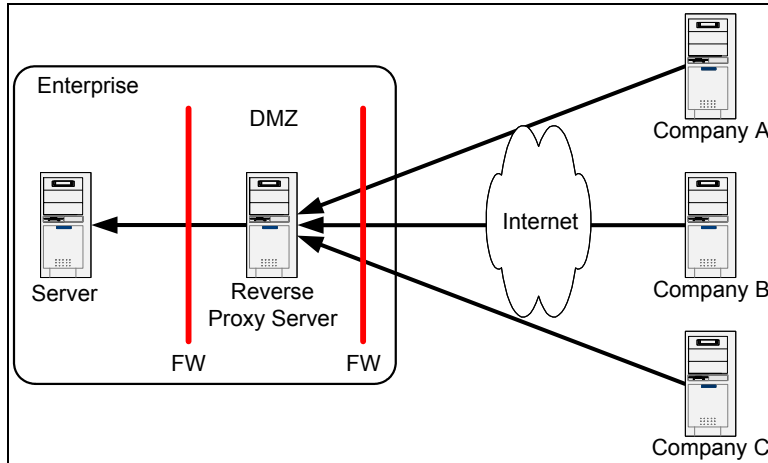 Enterprise
DMZ
Server
Reverse
Proxy Server
FW
FW
Internet
Company A
Company B
Company C